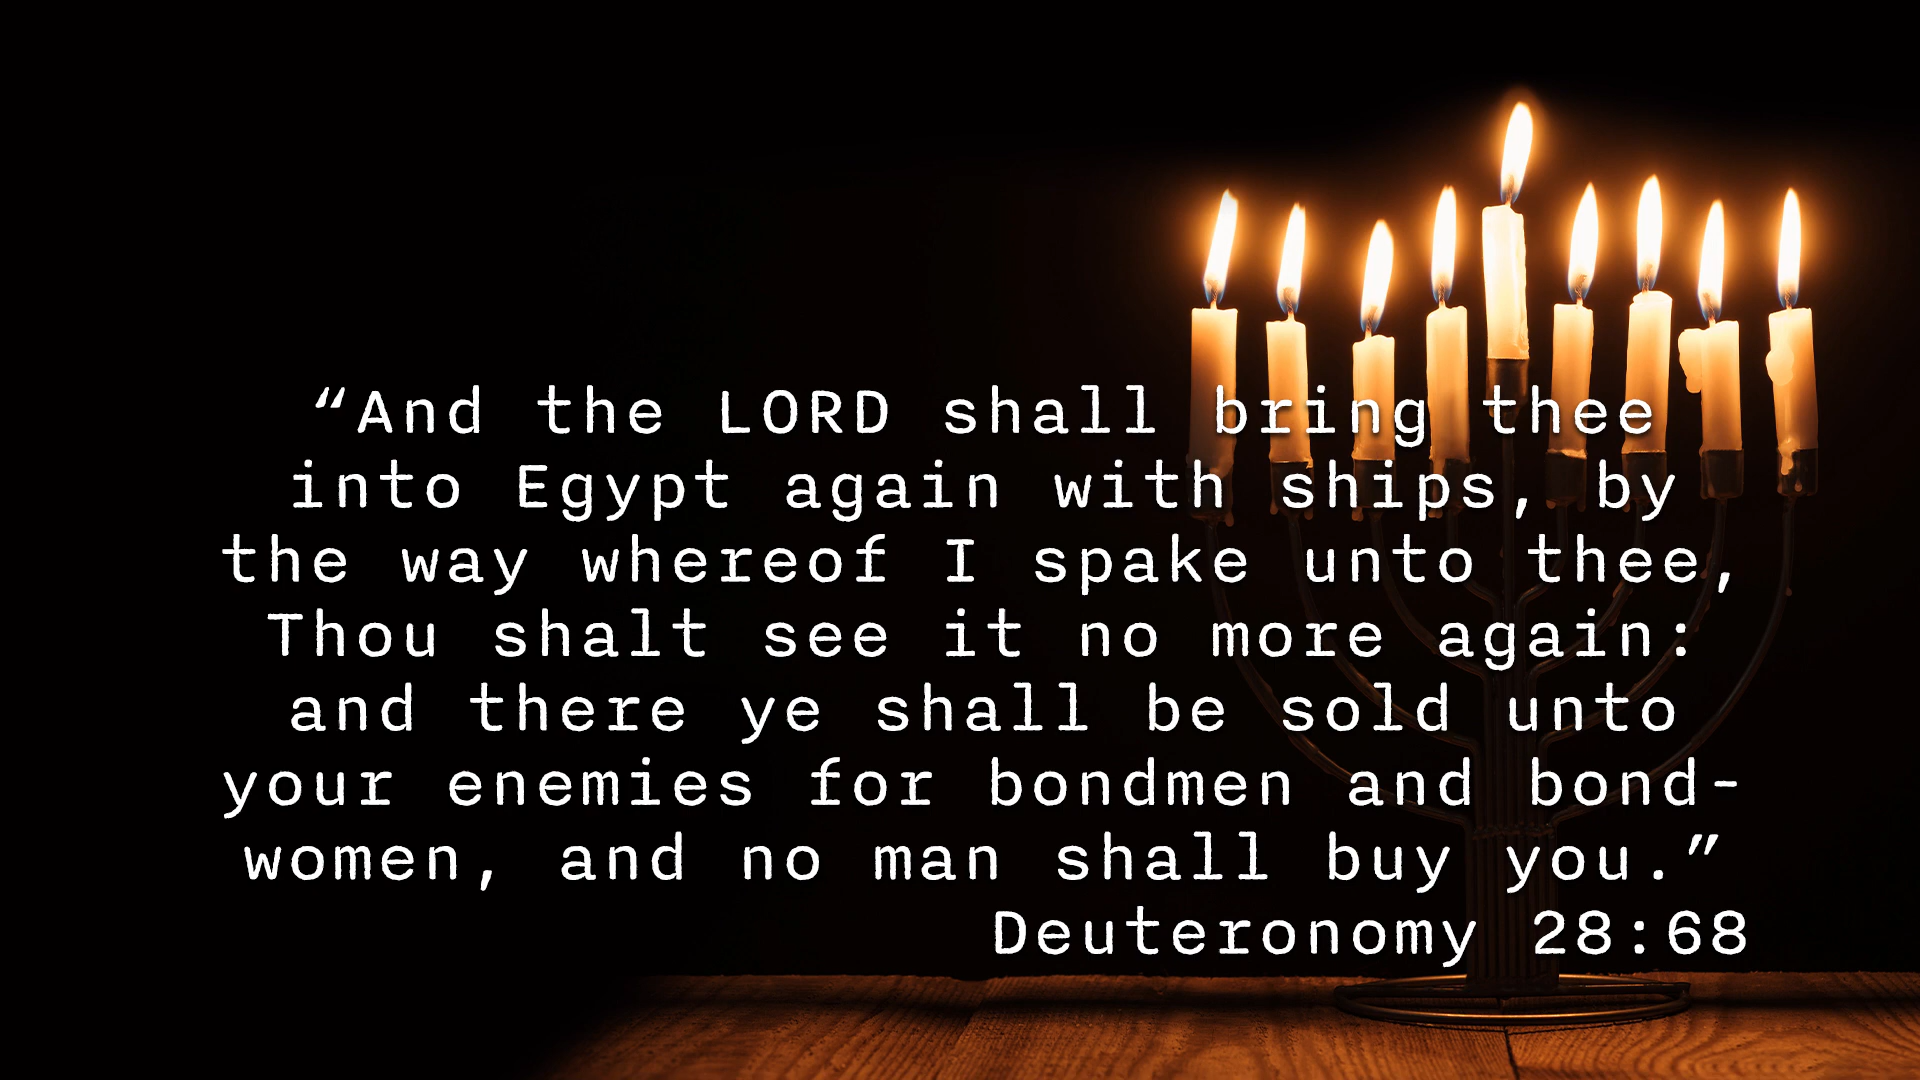 “And the LORD shall bring thee
into Egypt again with ships, by
the way whereof I spake unto thee,
Thou shalt see it no more again:
and there ye shall be sold unto
your enemies for bondmen and bond-
women, and no man shall buy you.”
Deuteronomy 28:68